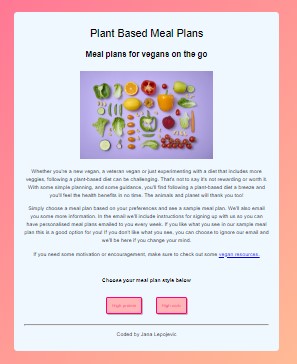 Plant Based Meal Plans
Meal plans for vegans on the go
Whether you're a new vegan, a veteran vegan or just experimenting with a diet that includes more
veggies, following a plant-based diet can be challenging. That's not to say it's not rewarding or worth it.
With some simple planning, and some guidance, you'll find following a plant-based diet a breeze and
you'll feel the health benefits in no time. The animals and planet will thank you too!
Simply choose a meal plan based on your preferences and see a sample meal plan. We'll also email
you some more information. In the email we'll include instructions for signing up with us so you can
have personalised meal plans emailed to you every week. If you like what you see in our sample meal
plan this is a good option for you! If you don't like what you see, you can choose to ignore our email and
we'll be here if you change your mind.
If you need some motivation or encouragement, make sure to check out some vegan resources.
Choose your meal plan style below
High protein
High carb
Coded by Jana Lepojevic